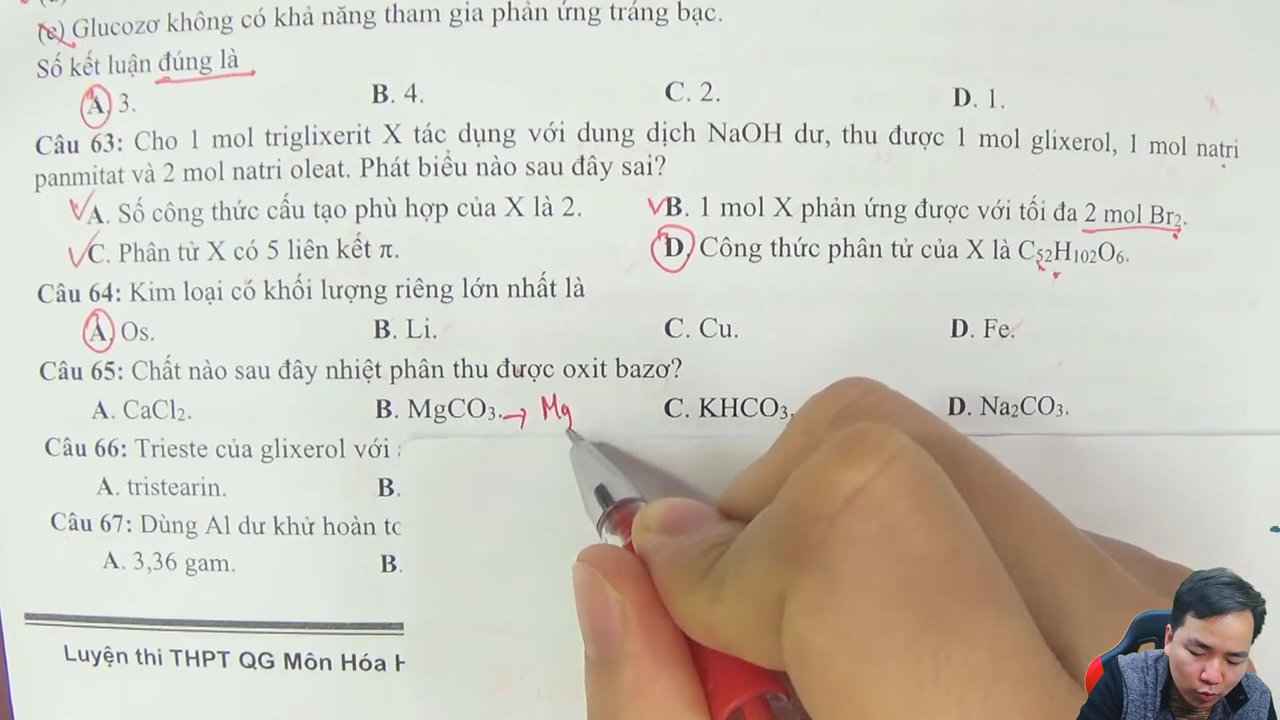 (e) Glucozơ không có khả năng tham gia phản ứng tráng bạc.
Số kết luận đúng là
A. 3. B. 4. C. 2. D. 1.
Câu 63: Cho 1 mol triglixerit X tác dụng với dung dịch NaOH dư, thu được 1 mol glixerol, 1 mol natri
panmitat và 2 mol natri oleat. Phát biểu nào sau đây sai?
A. Số công thức cấu tạo phù hợp của X là 2. B. 1 mol X phản ứng được với tối đa 2 mol Br₂.
C. Phân tử X có 5 liên kết π. D. Công thức phân tử của X là C₅₂H₁₀₂O₆.
Câu 64: Kim loại có khối lượng riêng lớn nhất là
A. Os. B. Li. C. Cu. D. Fe.
Câu 65: Chất nào sau đây nhiệt phân thu được oxit bazơ?
A. CaCl₂. B. MgCO₃. → Mg C. KHCO₃. D. Na₂CO₃.
Câu 66: Trieste của glixerol với
A. tristearin. B.
Câu 67: Dùng Al dư khử hoàn
A. 3,36 gam. B.
Luyện thi THPT QG Môn Hóa